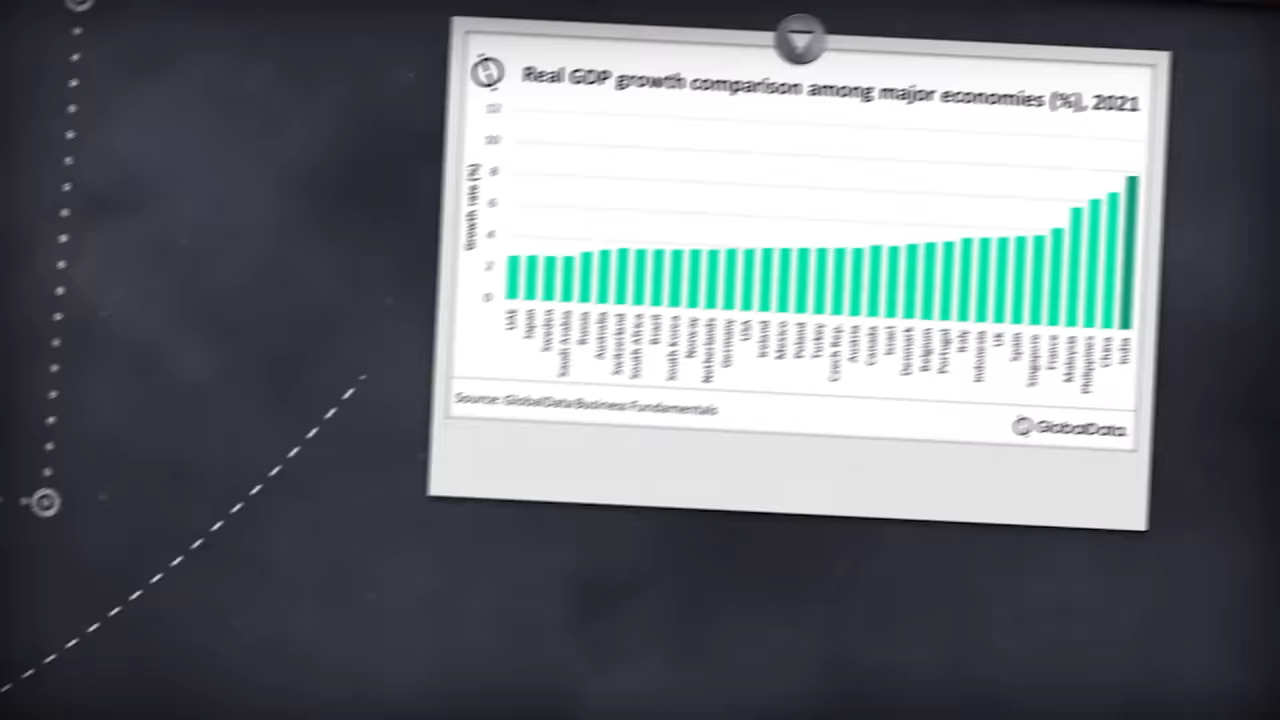 Real GDP growth comparison among major economies (%), 2021
Growth rate (%)
12
10
8
6
4
2
0
UAE
Japan
Sweden
Saudi Arabia
Russia
Australia
Switzerland
South Africa
Brazil
South Korea
Norway
Netherlands
Germany
USA
Ireland
Mexico
Poland
Turkey
Czech Rep.
Austria
Canada
Israel
Denmark
Belgium
Portugal
Italy
Indonesia
UK
Spain
Singapore
France
Malaysia
Philippines
China
India
Source: GlobalData Business Fundamentals
GlobalData.